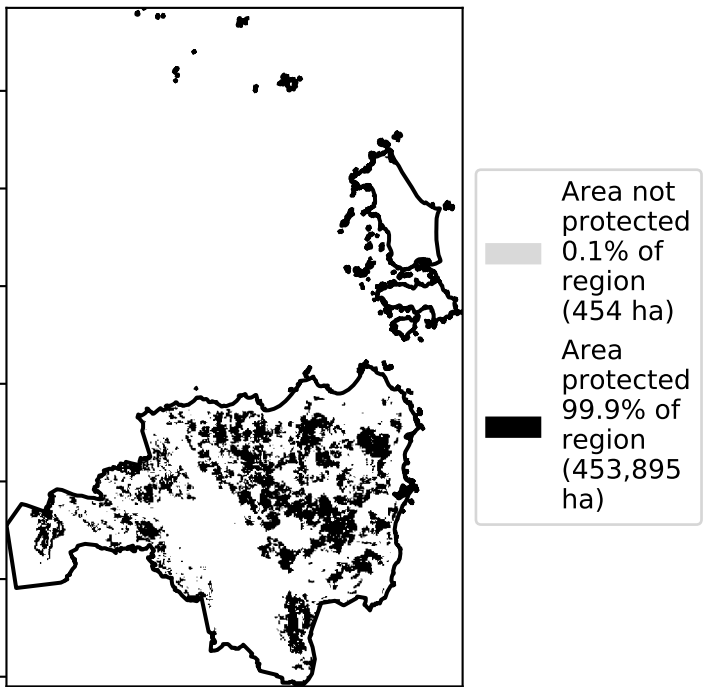 Area not
protected
0.1% of
region
(454 ha)
Area
protected
99.9% of
region
(453,895
ha)